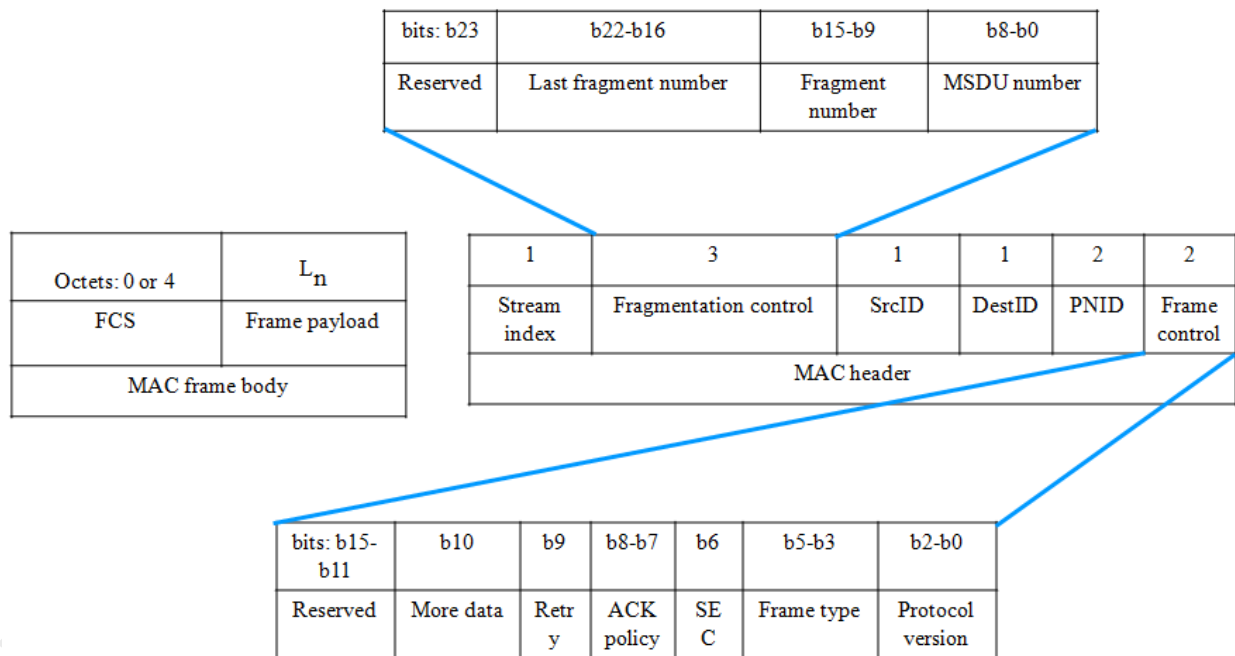 bits: b23 b22-b16 b15-b9 b8-b0
Reserved Last fragment number Fragment MSDU number
number
Octets: 0 or 4 Ln
FCS Frame payload
MAC frame body
1 3 1 1 2 2
Stream Fragmentation control SrcID DestID PNID Frame
index control
MAC header
bits: b15- b10 b9 b8-b7 b6 b5-b3 b2-b0
b11
Reserved More data Retr ACK SE Frame type Protocol
y policy C version